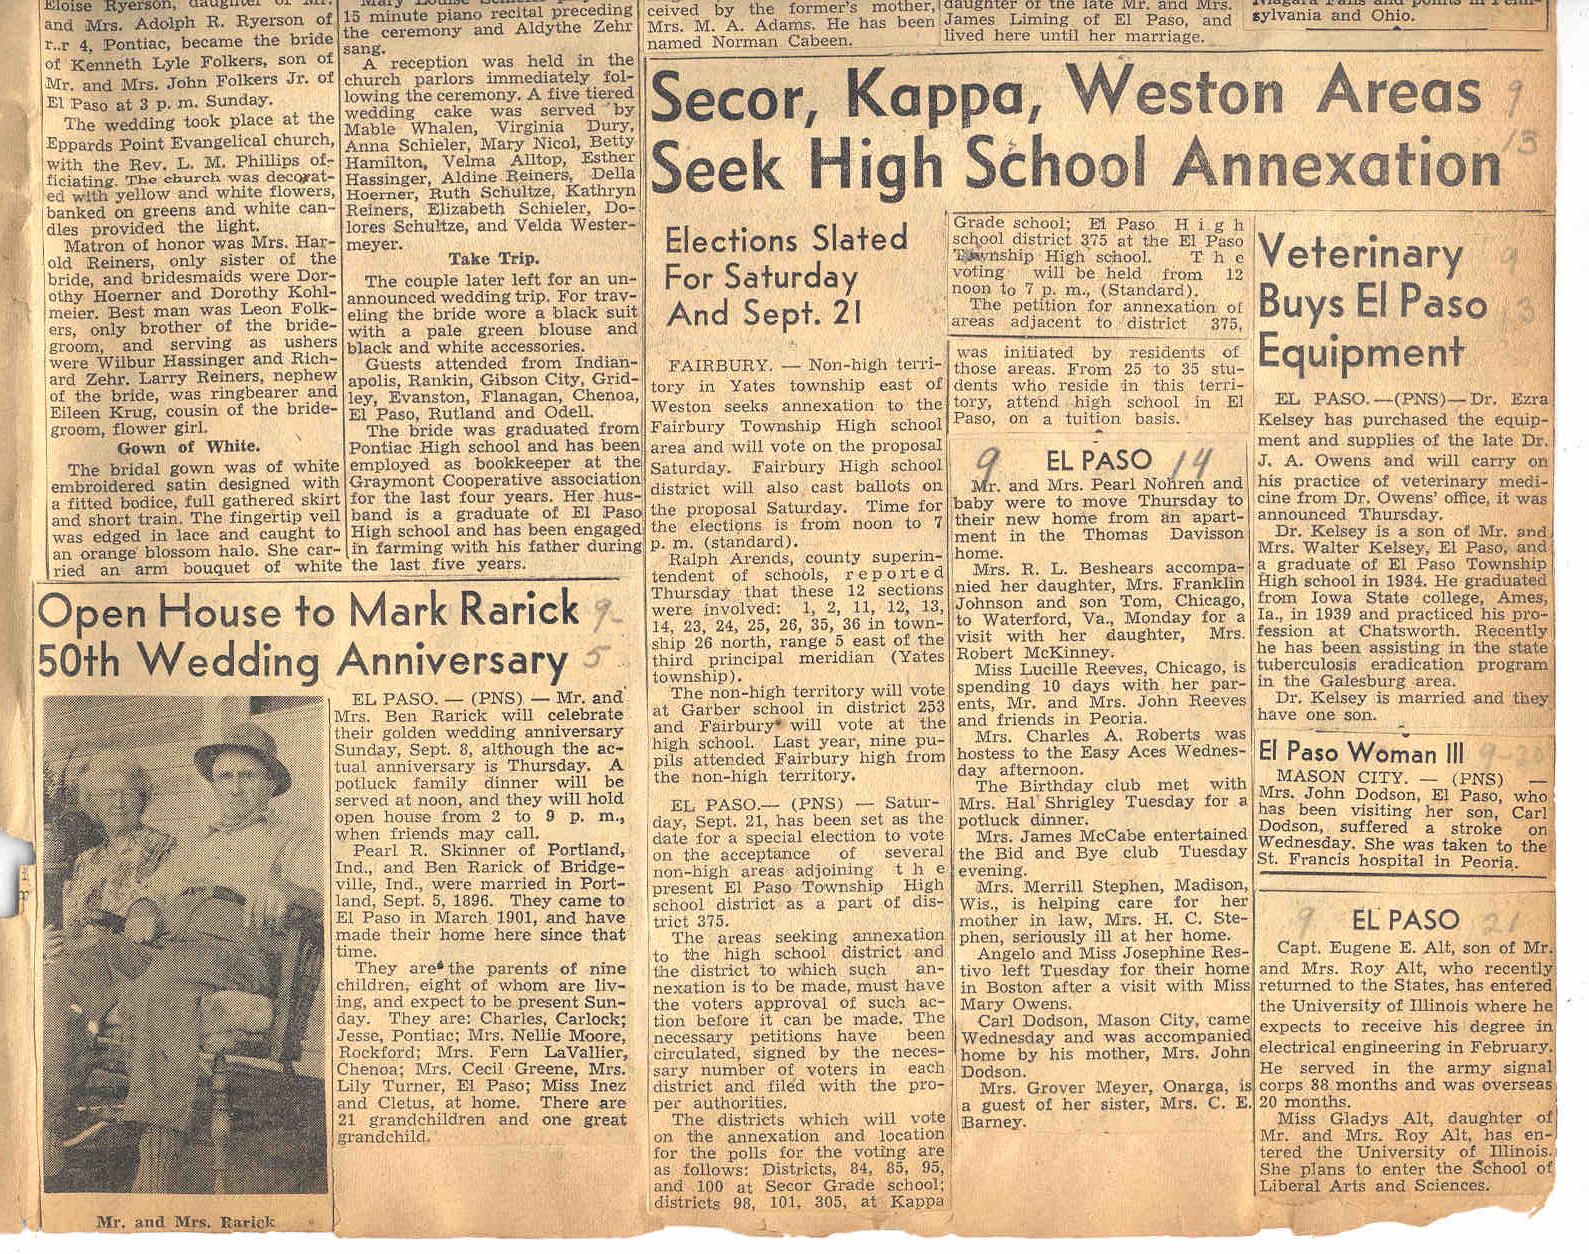 Eloise Ryerson, daughter of Mr.
and Mrs. Adolph R. Ryerson of
r..r 4, Pontiac, became the bride
of Kenneth Lyle Folkers, son of
Mr. and Mrs. John Folkers Jr. of
El Paso at 3 p. m. Sunday.
The wedding took place at the
Eppards Point Evangelical church,
with the Rev. L. M. Phillips of-
ficiating. The church was decorat-
ed with yellow and white flowers,
banked on greens and white can-
dles provided the light.
Matron of honor was Mrs. Har-
old Reiners, only sister of the
bride, and bridesmaids were Dor-
othy Hoerner and Dorothy Kohl-
meier. Best man was Leon Folk-
ers, only brother of the bride-
groom, and serving as ushers
were Wilbur Hassinger and Rich-
ard Zehr. Larry Reiners, nephew
of the bride, was ringbearer and
Eileen Krug, cousin of the bride-
groom, flower girl.
Gown of White.
The bridal gown was of white
embroidered satin designed with
a fitted bodice, full gathered skirt
and short train. The fingertip veil
was edged in lace and caught to
an orange blossom halo. She car-
ried an arm bouquet of white
15 minute piano recital preceding
the ceremony and Aldythe Zehr
sang.
A reception was held in the
church parlors immediately fol-
lowing the ceremony. A five tiered
wedding cake was served by
Mable Whalen, Virginia Dury,
Anna Schieler, Mary Nicol, Betty
Hamilton, Velma Alltop, Esther
Hassinger, Aldine Reiners, Della
Hoerner, Ruth Schultze, Kathryn
Reiners, Elizabeth Schieler, Do-
lores Schultze, and Velda Wester-
meyer.
Take Trip.
The couple later left for an un-
announced wedding trip. For trav-
eling the bride wore a black suit
with a pale green blouse and
black and white accessories.
Guests attended from Indian-
apolis, Rankin, Gibson City, Grid-
ley, Evanston, Flanagan, Chenoa,
El Paso, Rutland and Odell.
The bride was graduated from
Pontiac High school and has been
employed as bookkeeper at the
Graymont Cooperative association
for the last four years. Her hus-
band is a graduate of El Paso
High school and has been engaged
in farming with his father during
the last five years.
Open House to Mark Rarick
50th Wedding Anniversary
9
5
Mr. and Mrs. Rarick
EL PASO. — (PNS) — Mr. and
Mrs. Ben Rarick will celebrate
their golden wedding anniversary
Sunday, Sept. 8, although the ac-
tual anniversary is Thursday. A
potluck family dinner will be
served at noon, and they will hold
open house from 2 to 9 p. m.,
when friends may call.
Pearl R. Skinner of Portland,
Ind., and Ben Rarick of Bridge-
ville, Ind., were married in Port-
land, Sept. 5, 1896. They came to
El Paso in March 1901, and have
made their home here since that
time.
They are the parents of nine
children, eight of whom are liv-
ing, and expect to be present Sun-
day. They are: Charles, Carlock;
Jesse, Pontiac; Mrs. Nellie Moore,
Rockford; Mrs. Fern LaVallier,
Chenoa; Mrs. Cecil Greene, Mrs.
Lily Turner, El Paso; Miss Inez
and Cletus, at home. There are
21 grandchildren and one great
grandchild.
ceived by the former's mother,
Mrs. M. A. Adams. He has been
named Norman Cabeen.
daughter of the late Mr. and Mrs.
James Liming of El Paso, and
lived here until her marriage.
sylvania and Ohio.
Secor, Kappa, Weston Areas
Seek High School Annexation
9
13
Elections Slated
For Saturday
And Sept. 21
FAIRBURY. — Non-high terri-
tory in Yates township east of
Weston seeks annexation to the
Fairbury Township High school
area and will vote on the proposal
Saturday. Fairbury High school
district will also cast ballots on
the proposal Saturday. Time for
the elections is from noon to 7
p. m. (standard).
Ralph Arends, county superin-
tendent of schools, reported
Thursday that these 12 sections
were involved: 1, 2, 11, 12, 13,
14, 23, 24, 25, 26, 35, 36 in town-
ship 26 north, range 5 east of the
third principal meridian (Yates
township).
The non-high territory will vote
at Garber school in district 253
and Fairbury will vote at the
high school. Last year, nine pu-
pils attended Fairbury high from
the non-high territory.
EL PASO.— (PNS) — Satur-
day, Sept. 21, has been set as the
date for a special election to vote
on the acceptance of several
non-high areas adjoining the
present El Paso Township High
school district as a part of dis-
trict 375.
The areas seeking annexation
to the high school district and
the district to which such an-
nexation is to be made, must have
the voters approval of such ac-
tion before it can be made. The
necessary petitions have been
circulated, signed by the neces-
sary number of voters in each
district and filed with the pro-
per authorities.
The districts which will vote
on the annexation and location
for the polls for the voting are
as follows: Districts, 84, 85, 95,
and 100 at Secor Grade school;
districts 98, 101, 305, at Kappa
Grade school; El Paso High
school district 375 at the El Paso
Township High school. The
voting will be held from 12
noon to 7 p. m., (Standard).
The petition for annexation of
areas adjacent to district 375,
was initiated by residents of
those areas. From 25 to 35 stu-
dents who reside in this terri-
tory, attend high school in El
Paso, on a tuition basis.
9 EL PASO 14
Mr. and Mrs. Pearl Nohren and
baby were to move Thursday to
their new home from an apart-
ment in the Thomas Davisson
home.
Mrs. R. L. Beshears accompa-
nied her daughter, Mrs. Franklin
Johnson and son Tom, Chicago,
to Waterford, Va., Monday for a
visit with her daughter, Mrs.
Robert McKinney.
Miss Lucille Reeves, Chicago, is
spending 10 days with her par-
ents, Mr. and Mrs. John Reeves
and friends in Peoria.
Mrs. Charles A. Roberts was
hostess to the Easy Aces Wednes-
day afternoon.
The Birthday club met with
Mrs. Hal Shrigley Tuesday for a
potluck dinner.
Mrs. James McCabe entertained
the Bid and Bye club Tuesday
evening.
Mrs. Merrill Stephen, Madison,
Wis., is helping care for her
mother in law, Mrs. H. C. Ste-
phen, seriously ill at her home.
Angelo and Miss Josephine Res-
tivo left Tuesday for their home
in Boston after a visit with Miss
Mary Owens.
Carl Dodson, Mason City, came
Wednesday and was accompanied
home by his mother, Mrs. John
Dodson.
Mrs. Grover Meyer, Onarga, is
a guest of her sister, Mrs. C. E.
Barney.
Veterinary
Buys El Paso
Equipment
9
13
EL PASO.—(PNS)—Dr. Ezra
Kelsey has purchased the equip-
ment and supplies of the late Dr.
J. A. Owens and will carry on
his practice of veterinary medi-
cine from Dr. Owens' office, it was
announced Thursday.
Dr. Kelsey is a son of Mr. and
Mrs. Walter Kelsey, El Paso, and
a graduate of El Paso Township
High school in 1934. He graduated
from Iowa State college, Ames,
Ia., in 1939 and practiced his pro-
fession at Chatsworth. Recently
he has been assisting in the state
tuberculosis eradication program
in the Galesburg area.
Dr. Kelsey is married and they
have one son.
El Paso Woman Ill 9-20
MASON CITY. — (PNS) —
Mrs. John Dodson, El Paso, who
has been visiting her son, Carl
Dodson, suffered a stroke on
Wednesday. She was taken to the
St. Francis hospital in Peoria.
9 EL PASO 21
Capt. Eugene E. Alt, son of Mr.
and Mrs. Roy Alt, who recently
returned to the States, has entered
the University of Illinois where he
expects to receive his degree in
electrical engineering in February.
He served in the army signal
corps 38 months and was overseas
20 months.
Miss Gladys Alt, daughter of
Mr. and Mrs. Roy Alt, has en-
tered the University of Illinois.
She plans to enter the School of
Liberal Arts and Sciences.